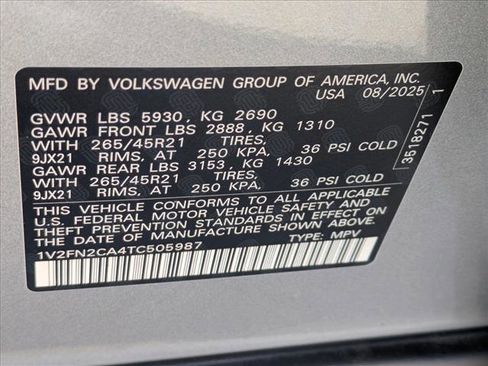 MFD BY VOLKSWAGEN GROUP OF AMERICA, INC.
USA 08/2025
GVWR LBS 5930, KG 2690
GAWR FRONT LBS 2888, KG 1310
WITH 265/45R21 TIRES,
9JX21 RIMS, AT 250 KPA, 36 PSI COLD
GAWR REAR LBS 3153, KG 1430
WITH 265/45R21 TIRES,
9JX21 RIMS, AT 250 KPA, 36 PSI COLD
THIS VEHICLE CONFORMS TO ALL APPLICABLE
U.S. FEDERAL MOTOR VEHICLE SAFETY AND
THEFT PREVENTION STANDARDS IN EFFECT ON
THE DATE OF MANUFACTURE SHOWN ABOVE.
1V2FN2CA4TC505987 TYPE: MPV
3618271 1